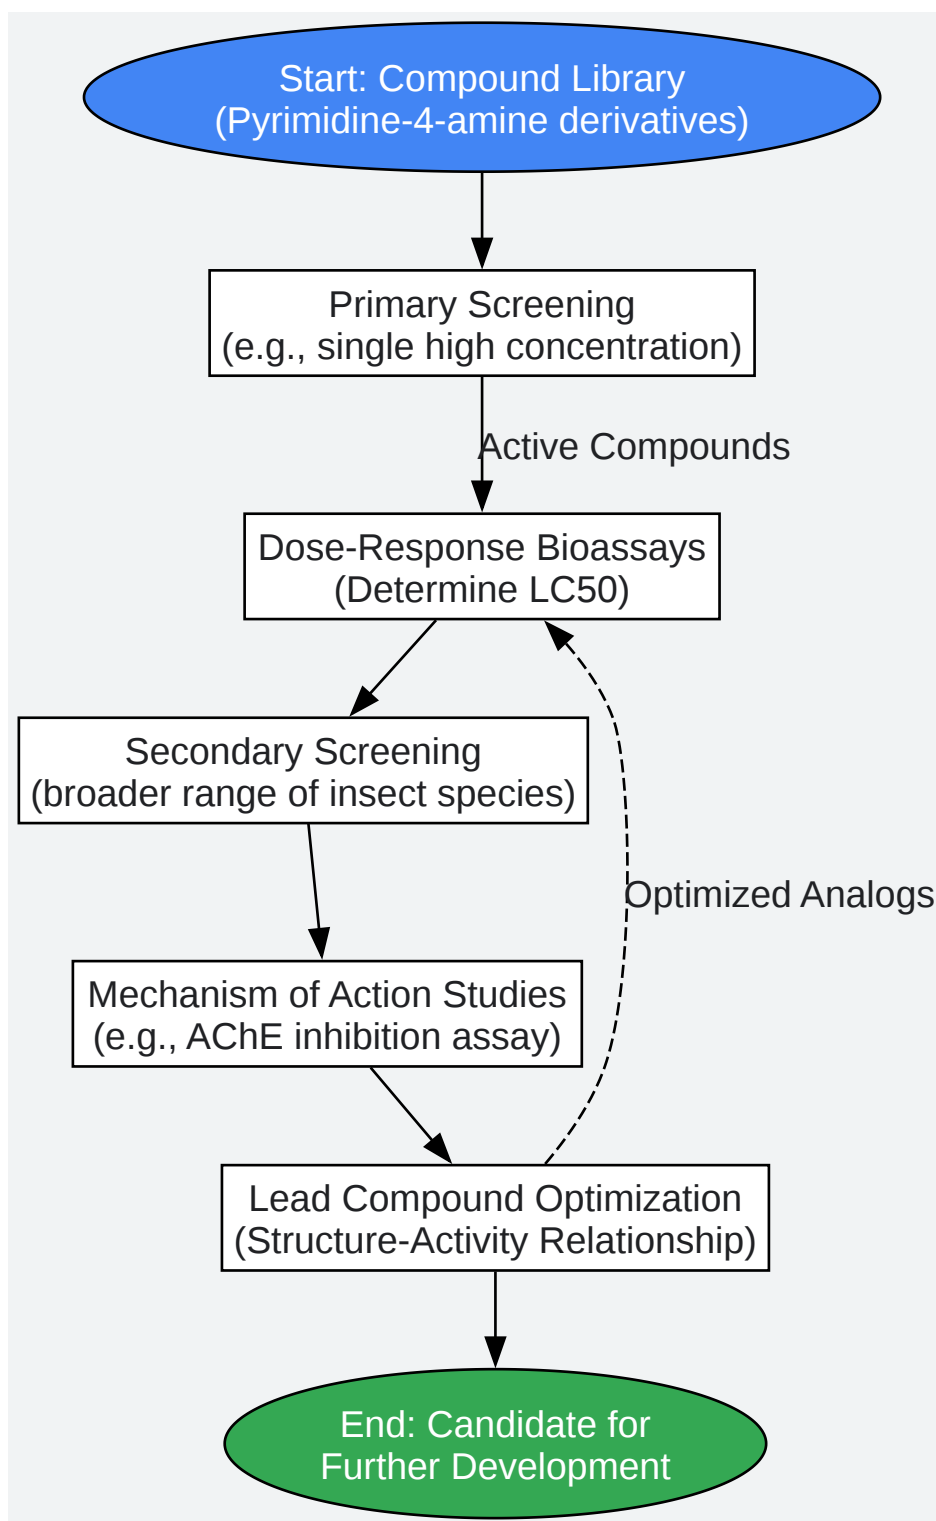 Start: Compound Library
(Pyrimidine-4-amine derivatives)
Primary Screening
(e.g., single high concentration)
Active Compounds
Dose-Response Bioassays
(Determine LC50)
Secondary Screening
(broader range of insect species)
Optimized Analogs
Mechanism of Action Studies
(e.g., AChE inhibition assay)
Lead Compound Optimization
(Structure-Activity Relationship)
End: Candidate for
Further Development